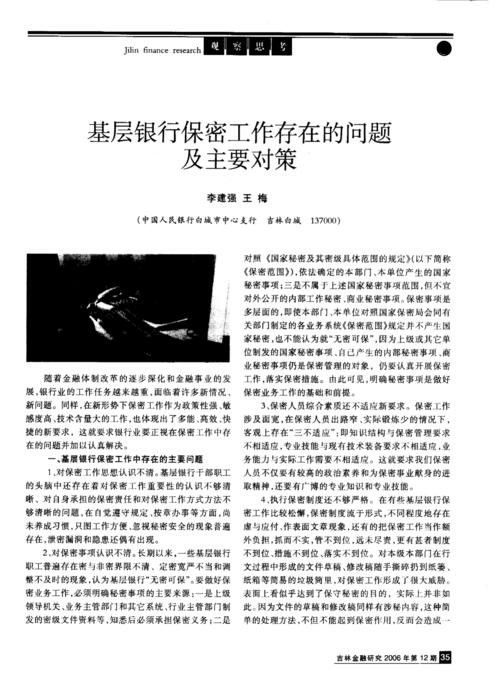 Jilin finance research 观 察 思 考
基层银行保密工作存在的问题
及主要对策
李建强 王 梅
(中国人民银行白城市中心支行 吉林白城 137000)
随着金融体制改革的逐步深化和金融事业的发
展,银行业的工作任务越来越重,面临着许多新情况、
新问题。同样,在新形势下保密工作作为政策性强、敏
感度高、技术含量大的工作,也体现出了多能、高效、快
捷的新要求，这就要求银行业要正视在保密工作中存
在的问题并加以认真解决。
一、基层银行保密工作中存在的主要问题
1.对保密工作思想认识不清。基层银行干部职工
的头脑中还存在着对保密工作重要性的认识不够清
晰、对自身承担的保密责任和对保密工作方式方法不
够清晰的问题,在自觉遵守规定、按章办事等方面,尚
未养成习惯,只图工作方便、忽视秘密安全的现象普遍
存在,泄密漏洞和隐患还偶有出现。
2.对保密事项认识不清。长期以来,一些基层银行
职工普遍存在密与非密界限不清、定密宽严不当和调
整不及时的现象,认为基层银行“无密可保”。要做好保
密业务工作,必须明确秘密事项的主要来源:一是上级
领导机关、业务主管部门和其它系统、行业主管部门制
发的密级文件资料等,知悉后必须承担保密义务;二是
对照《国家秘密及其密级具体范围的规定》(以下简称
《保密范围》),依法确定的本部门、本单位产生的国家
秘密事项;三是不属于上述国家秘密事项范围,但不宜
对外公开的内部工作秘密、商业秘密事项。保密事项是
多层面的,即使本部门、本单位对照国家保密局会同有
关部门制定的各业务系统《保密范围》规定并不产生国
家秘密,也不能认为就“无密可保”,因为上级或其它单
位制发的国家秘密事项、自己产生的内部秘密事项、商
业秘密事项仍是保密管理的对象，仍要认真开展保密
工作,落实保密措施。由此可见,明确秘密事项是做好
保密业务工作的基础和前提。
3.保密人员综合素质还不适应新要求。保密工作
涉及面宽,在保密人员出路窄、实际锻炼少的情况下，
客观上存在“三不适应”:即知识结构与保密管理要求
不相适应,专业技能与现有技术装备要求不相适应,业
务能力与实际工作需要不相适应。这就要求我们保密
人员不仅要有较高的政治素养和为保密事业献身的进
取精神,还要有广博的专业知识和专业技能。
4.执行保密制度还不够严格。在有些基层银行保
密工作比较松懈,保密制度流于形式,不同程度地存在
虚与应付、作表面文章现象,还有的把保密工作当作额
外负担,抓而不实,管不到位,远未尽责,更有甚者制度
不到位、措施不到位、落实不到位。对本级本部门在行
文过程中形成的文件草稿、修改稿随手撕碎扔到纸篓、
纸箱等简易的垃圾筒里,对保密工作形成了很大威胁。
表面上看似乎达到了保守秘密的目的，实际上并非如
此。因为文件的草稿和修改稿同样有涉秘内容,这种简
单的处理方法,不但不能起到保密作用,反而会造成一
吉林金融研究 2006 年第 12 期 35